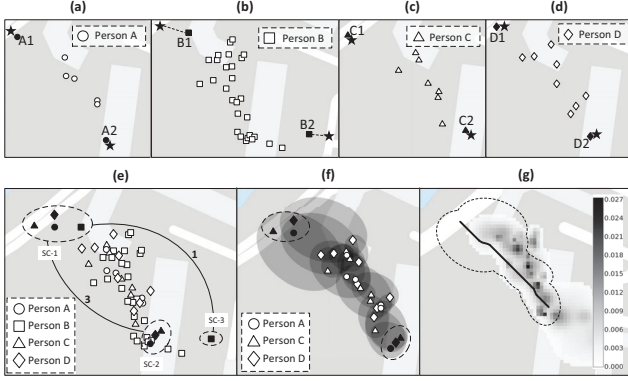 (a)
(b)
(c)
(d)
A1
Person A
A2
B1
Person B
B2
C1
Person C
C2
D1
Person D
D2
(e)
(f)
(g)
SC-1
1
3
SC-3
SC-2
Person A
Person B
Person C
Person D
Person A
Person C
Person D
0.027
0.024
0.021
0.018
0.015
0.012
0.009
0.006
0.003
0.000